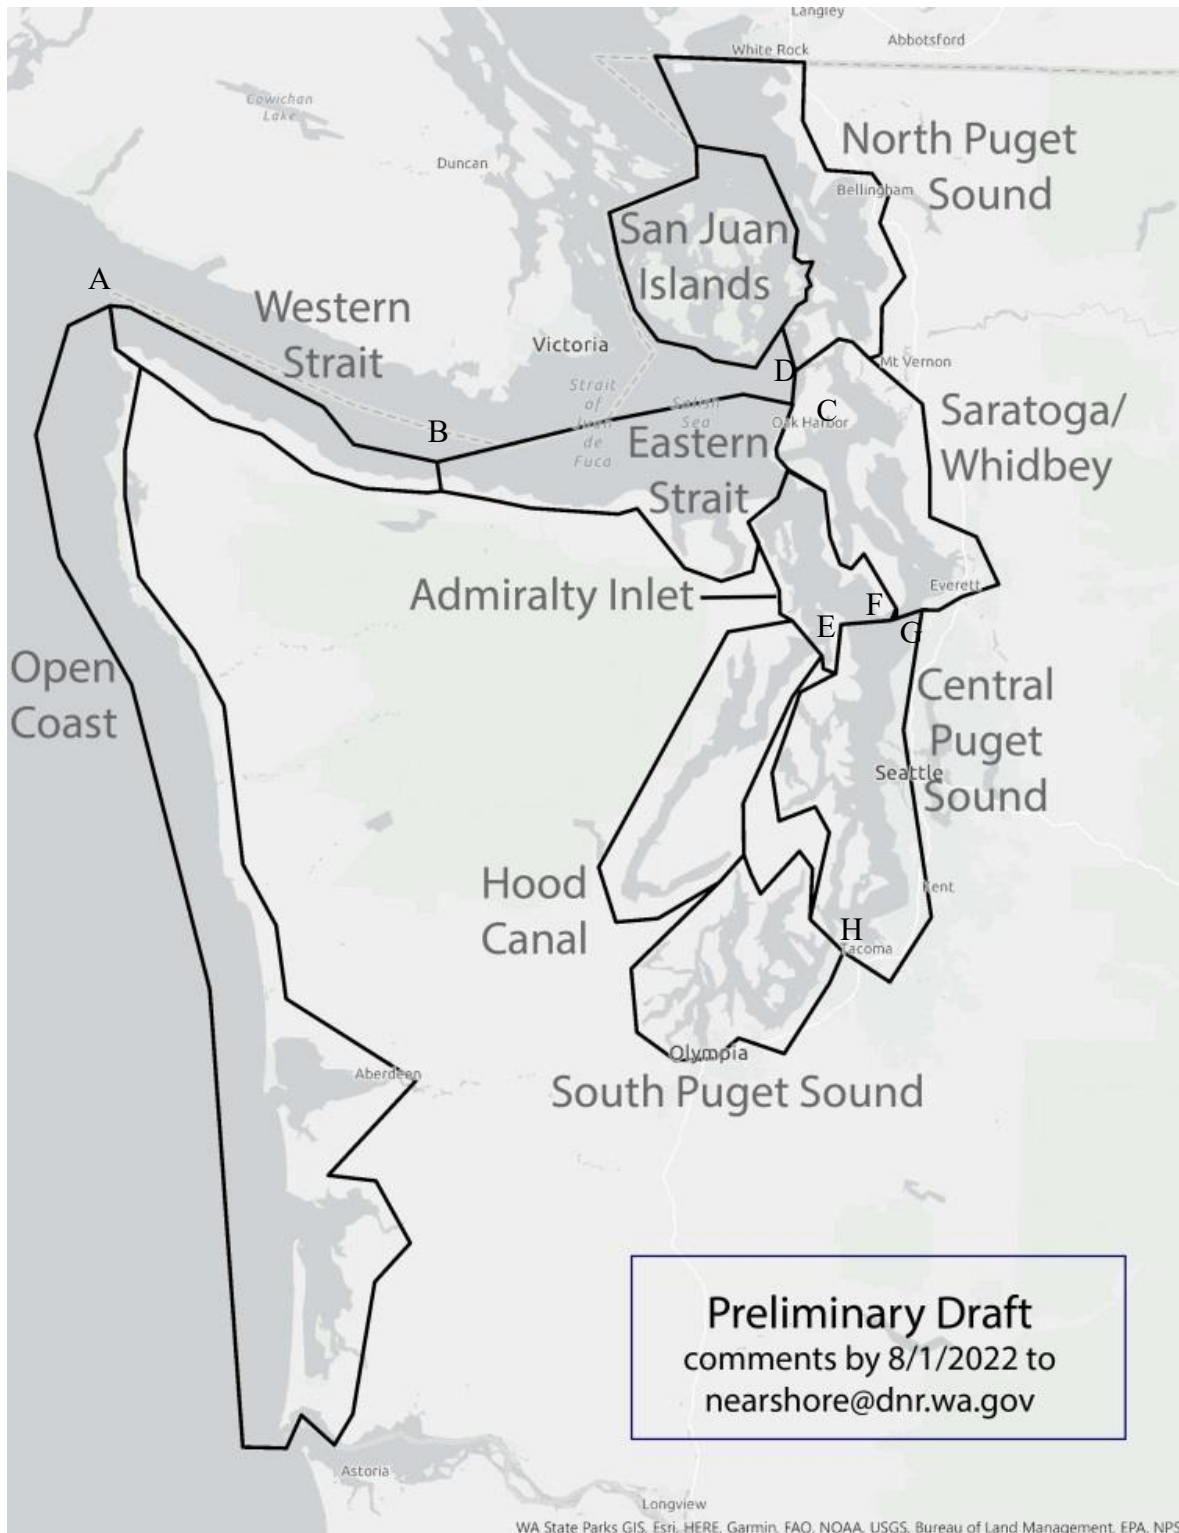 Langley
Abbotsford
White Rock
Cowichan
Lake
Duncan
North Puget
Sound
Bellingham
San Juan
Islands
A
Western
Strait
Victoria
Mt Vernon
D
Strait
of
Juan
de
Fuca
Salish
Sea
C
Oak Harbor
Saratoga/
Whidbey
B
Eastern
Strait
Admiralty Inlet
Everett
F
E
G
Open
Coast
Central
Puget
Sound
Seattle
Hood
Canal
Kent
H
Tacoma
Olympia
South Puget Sound
Aberdeen
Preliminary Draft
comments by 8/1/2022 to
nearshore@dnr.wa.gov
Astoria
Longview
WA State Parks GIS, Esri, HERE, Garmin, FAO, NOAA, USGS, Bureau of Land Management, EPA, NPS